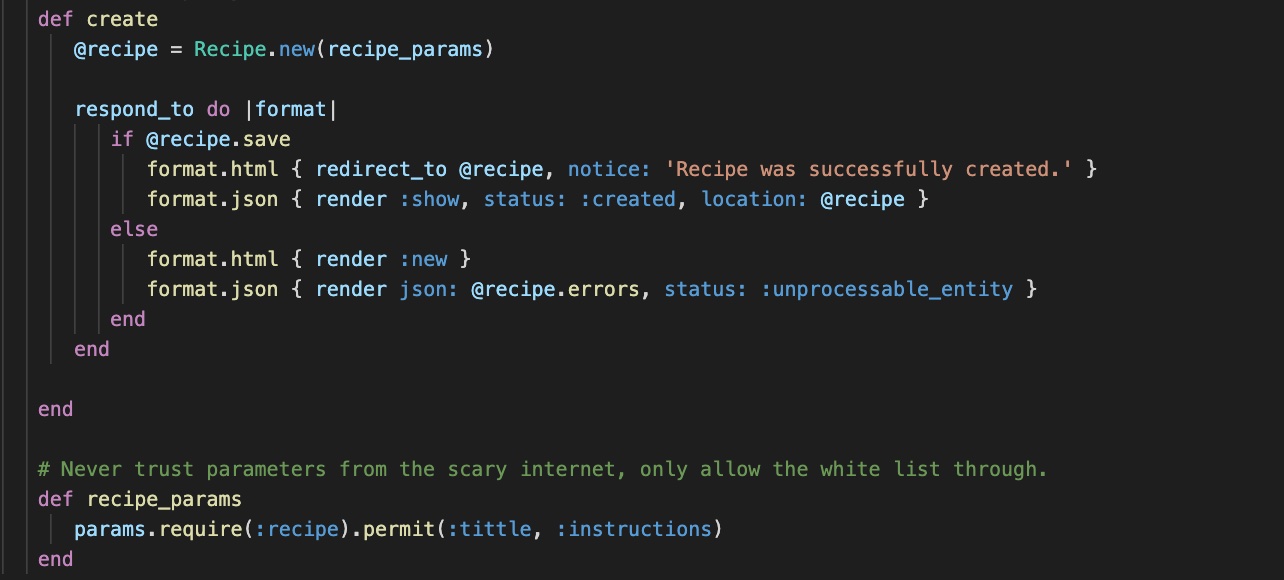 def create
@recipe = Recipe.new(recipe_params)
respond_to do |format|
if @recipe.save
format.html { redirect_to @recipe, notice: 'Recipe was successfully created.' }
format.json { render :show, status: :created, location: @recipe }
else
format.html { render :new }
format.json { render json: @recipe.errors, status: :unprocessable_entity }
end
end
end
# Never trust parameters from the scary internet, only allow the white list through.
def recipe_params
params.require(:recipe).permit(:tittle, :instructions)
end